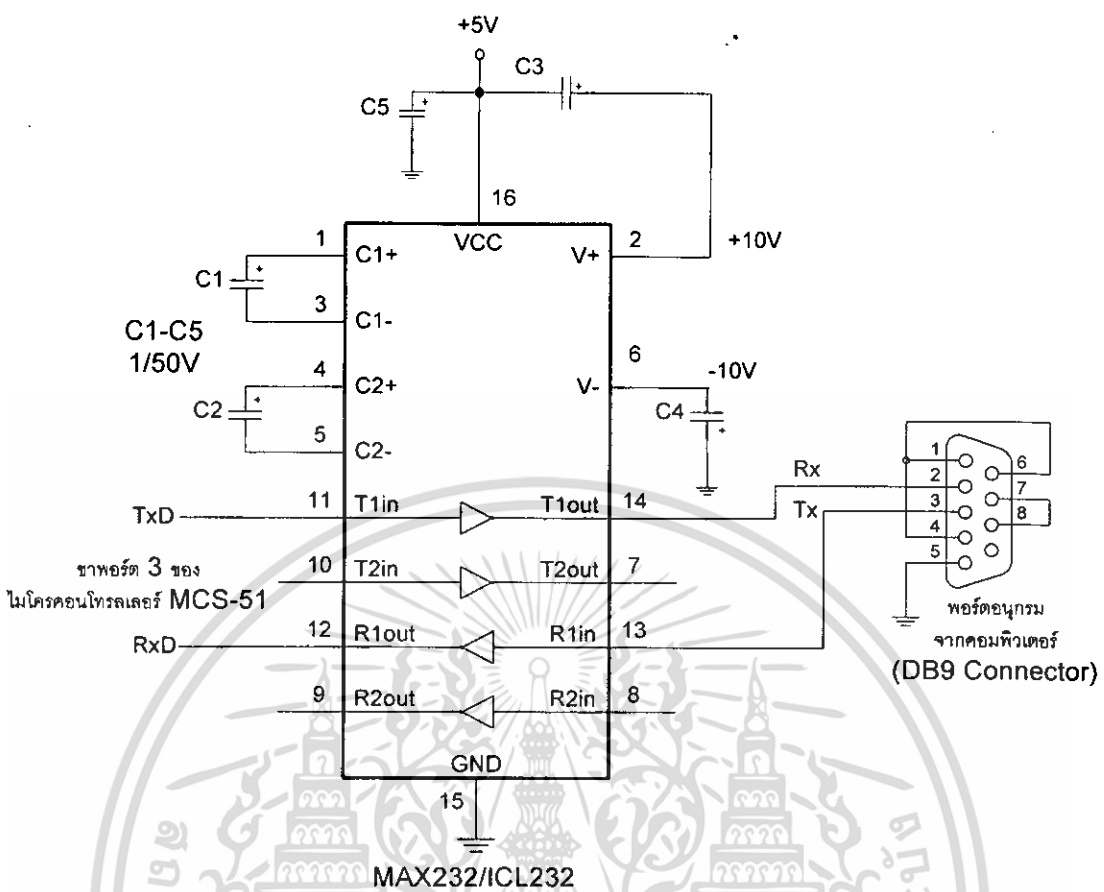 +5V
C3
C5
16
VCC
1
C1+
V+
2
+10V
C1
3
C1-
C1-C5
1/50V
4
C2+
V-
6
-10V
C2
C4
5
C2-
TxD
11
T1in
T1out
14
Rx
Tx
ขาพอร์ต 3 ของ
ไมโครคอนโทรลเลอร์ MCS-51
10
T2in
T2out
7
RxD
12
R1out
R1in
13
9
R2out
R2in
8
GND
15
MAX232/ICL232
1
2
3
4
5
6
7
8
พอร์ตอนุกรม
จากคอมพิวเตอร์
(DB9 Connector)